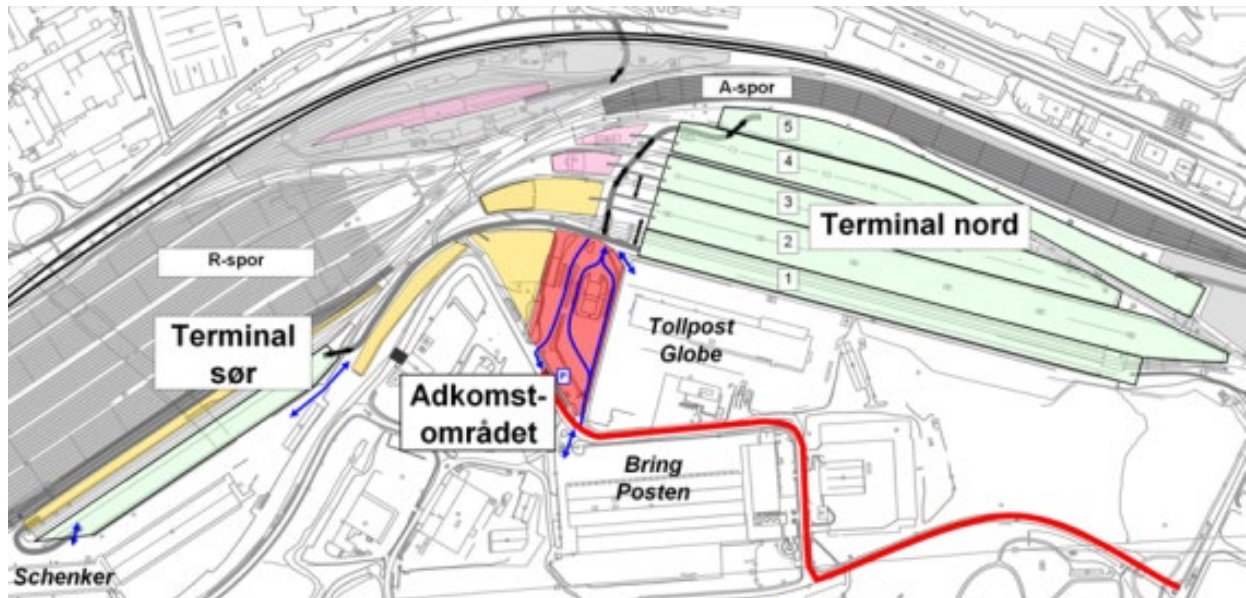 A-spor
5
4
3
Terminal nord
2
1
R-spor
Terminal
sør
Tollpost
Globe
P
Adkomst-
området
Bring
Posten
Schenker